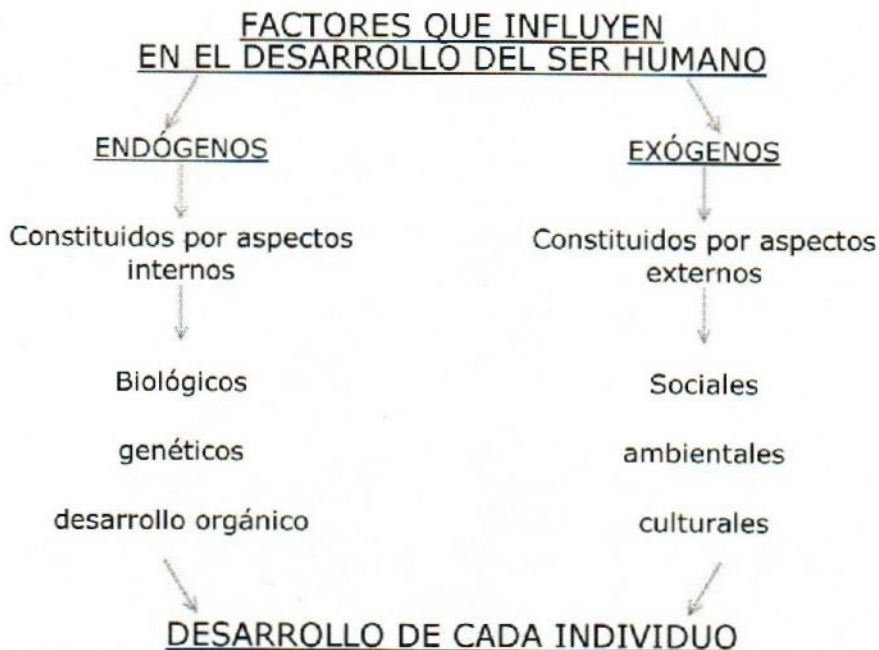 FACTORES QUE INFLUYEN
EN EL DESARROLLO DEL SER HUMANO
ENDÓGENOS
Constituidos por aspectos
internos
Biológicos
genéticos
desarrollo orgánico
EXÓGENOS
Constituidos por aspectos
externos
Sociales
ambientales
culturales
DESARROLLO DE CADA INDIVIDUO